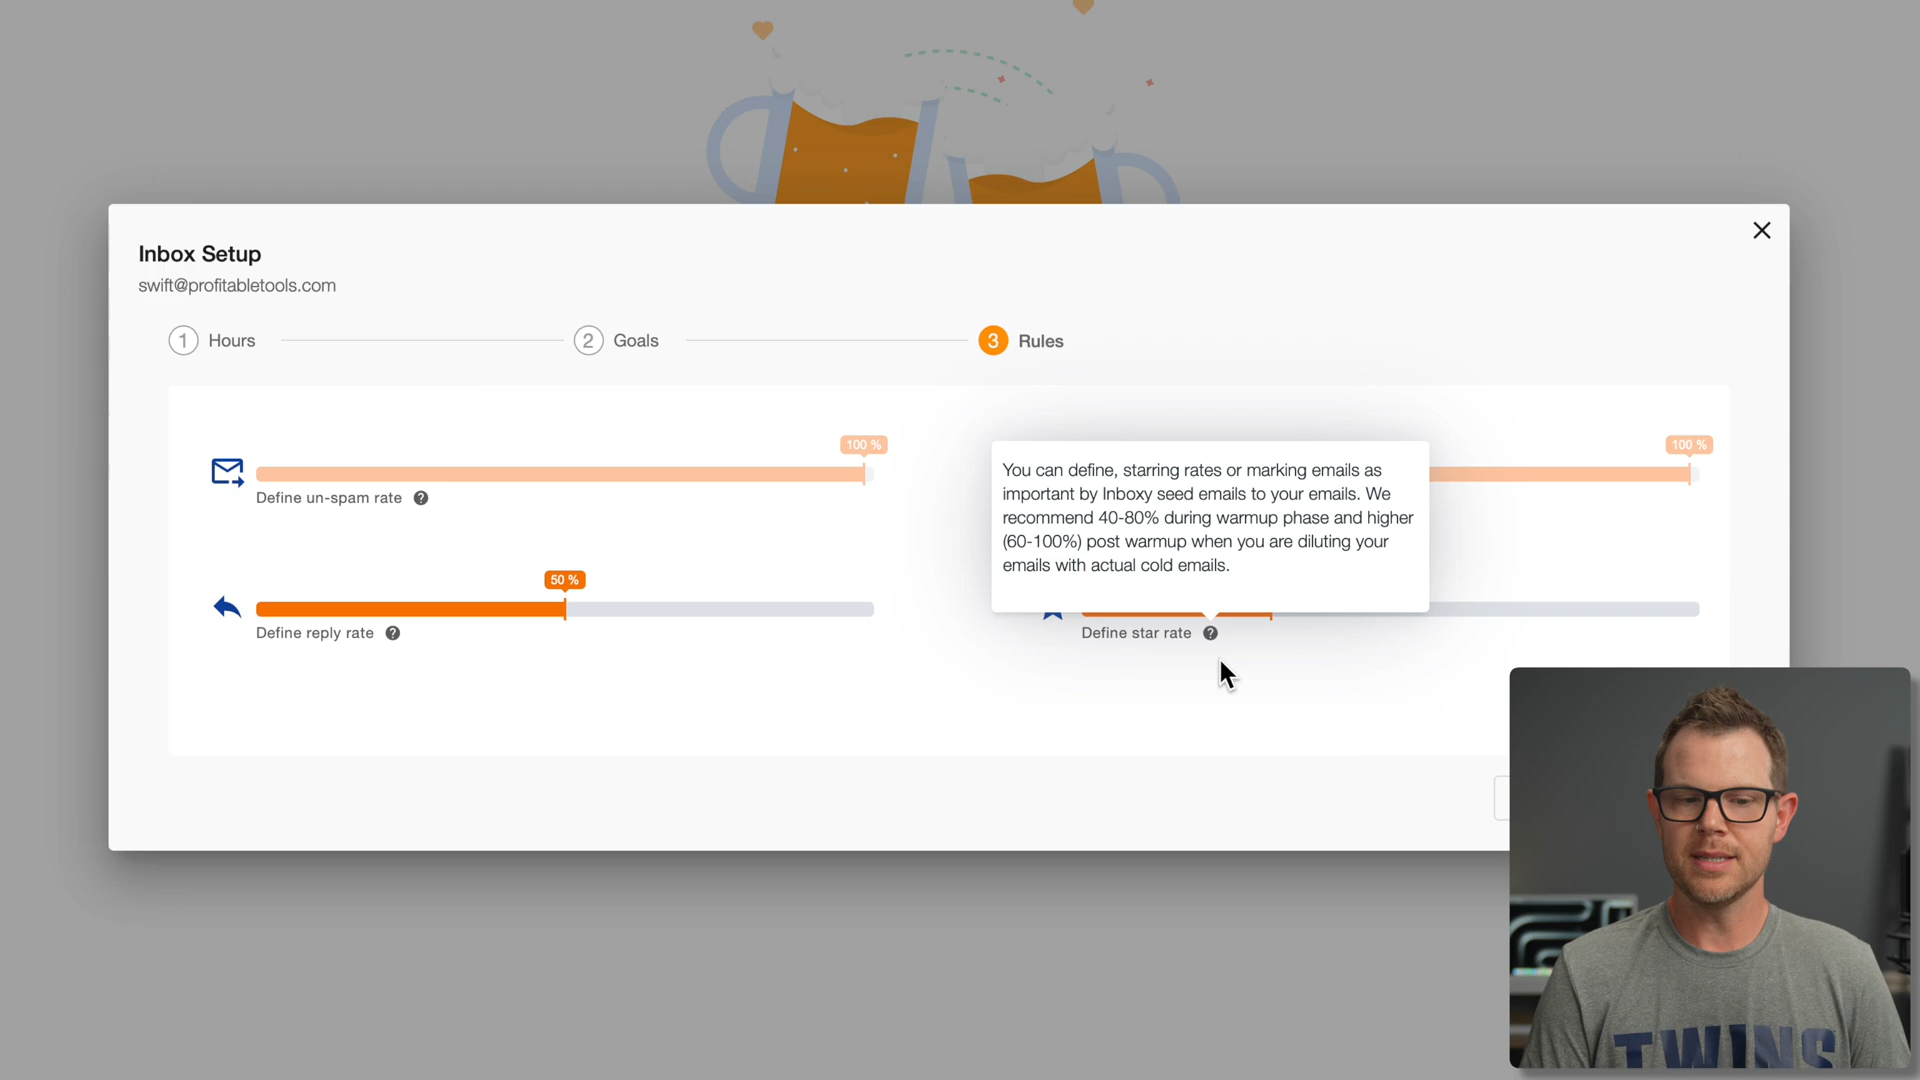 Inbox Setup
swift@profitabletools.com
1 Hours
2 Goals
3 Rules
100 %
Define un-spam rate ?
100 %
You can define, starring rates or marking emails as
important by Inboxy seed emails to your emails. We
recommend 40-80% during warmup phase and higher
(60-100%) post warmup when you are diluting your
emails with actual cold emails.
50 %
Define reply rate ?
Define star rate ?
TWINS